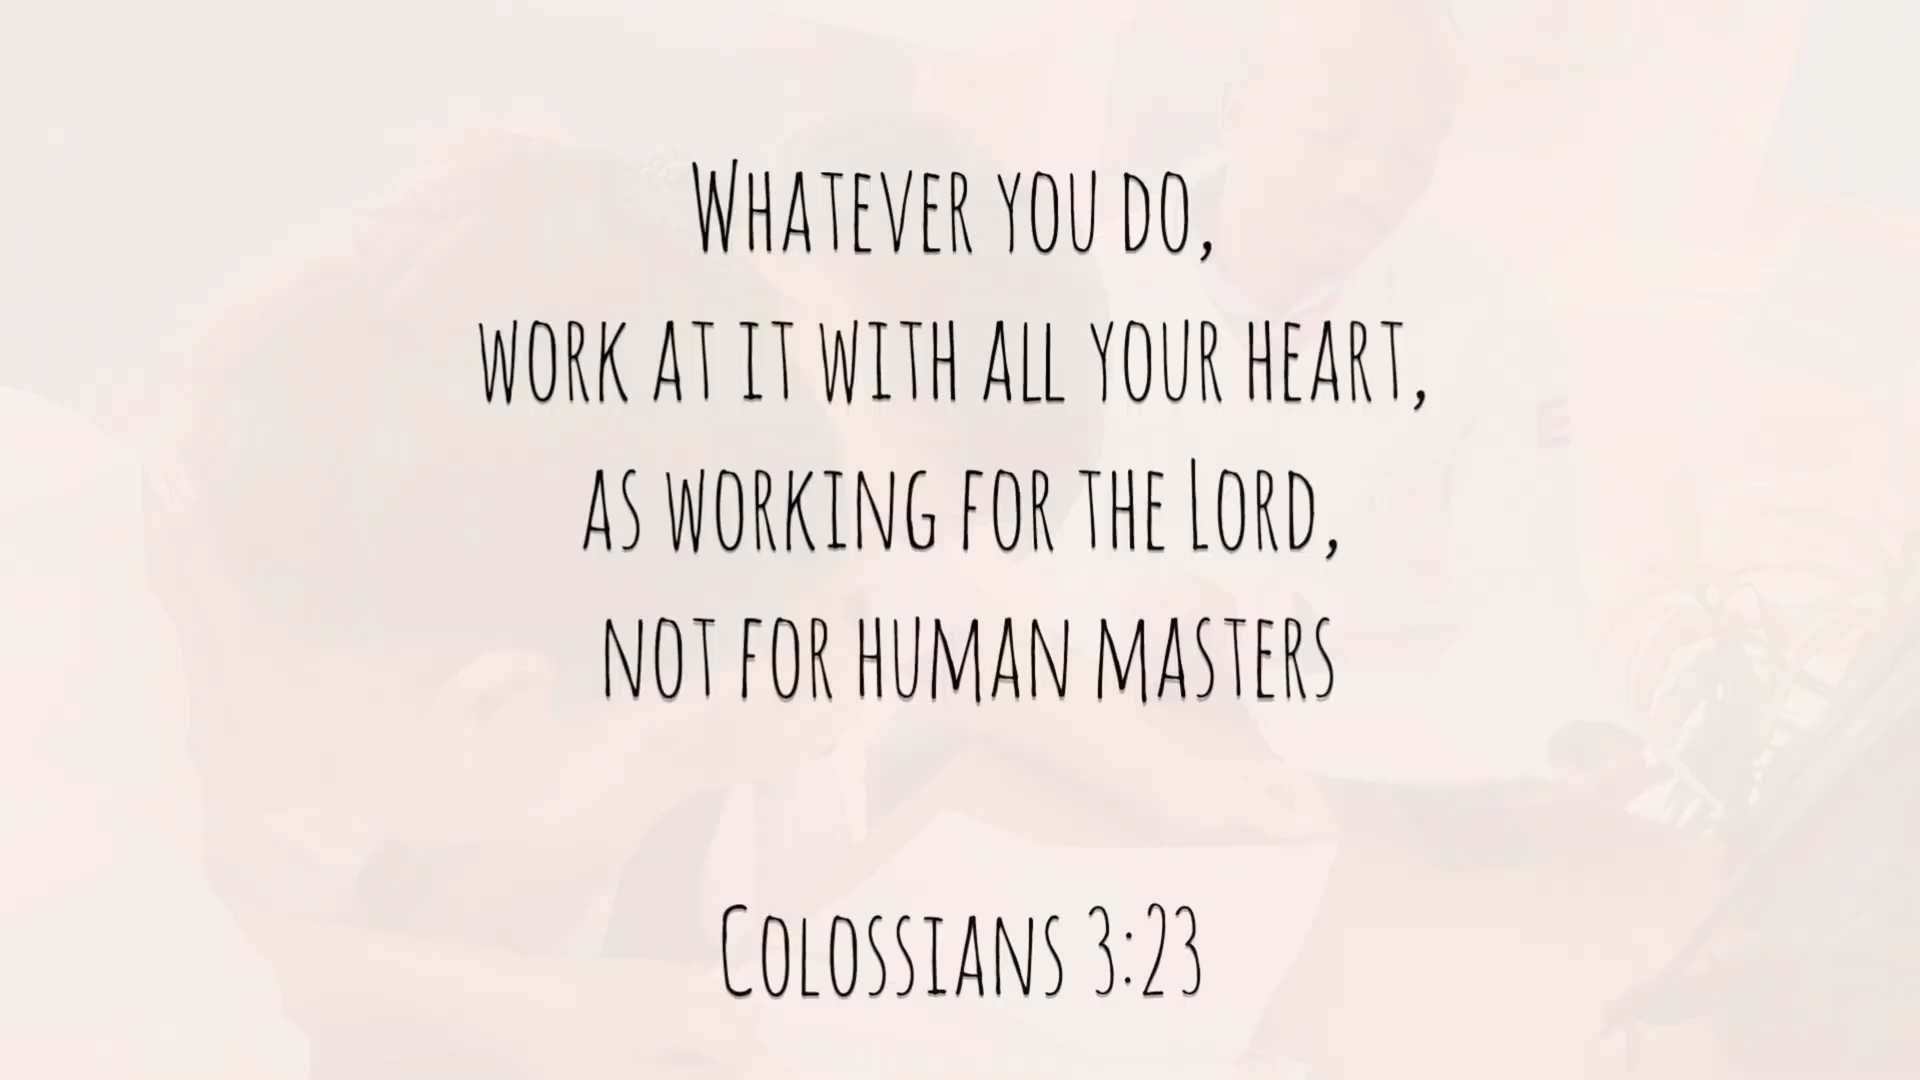 Whatever you do,
work at it with all your heart,
as working for the Lord,
not for human masters
Colossians 3:23